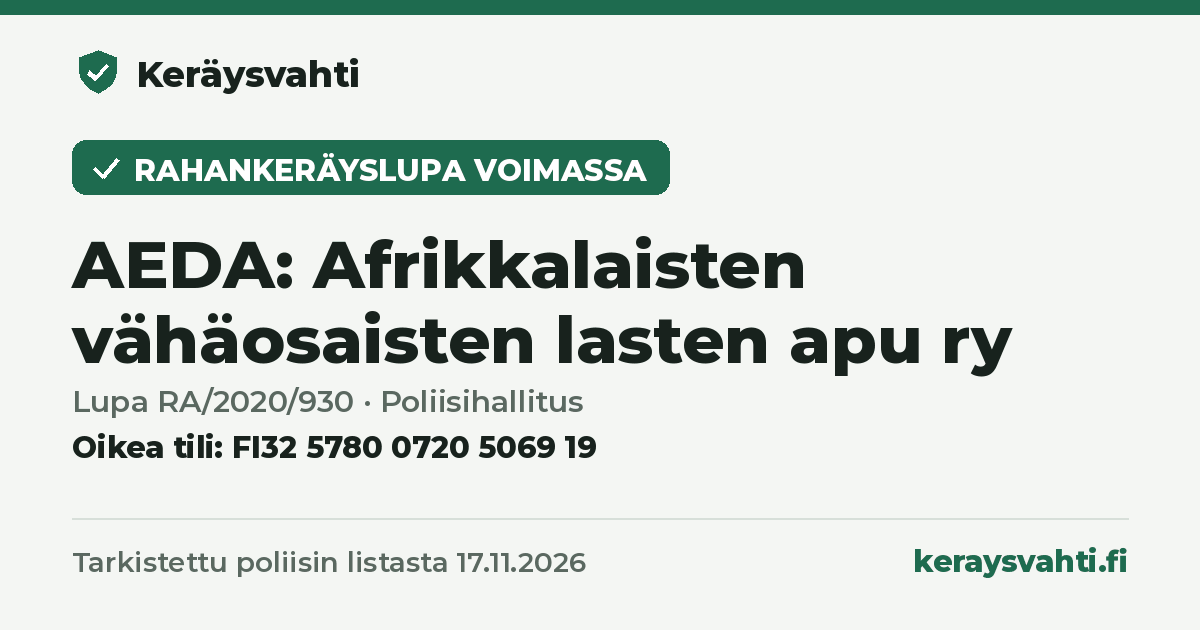 Keräysvahti
RAHANKERÄYSLUPA VOIMASSA
AEDA: Afrikkalaisten
vähäosaisten lasten apu ry
Lupa RA/2020/930 · Poliisihallitus
Oikea tili: FI32 5780 0720 5069 19
Tarkistettu poliisin listasta 17.11.2026
keraysvahti.fi